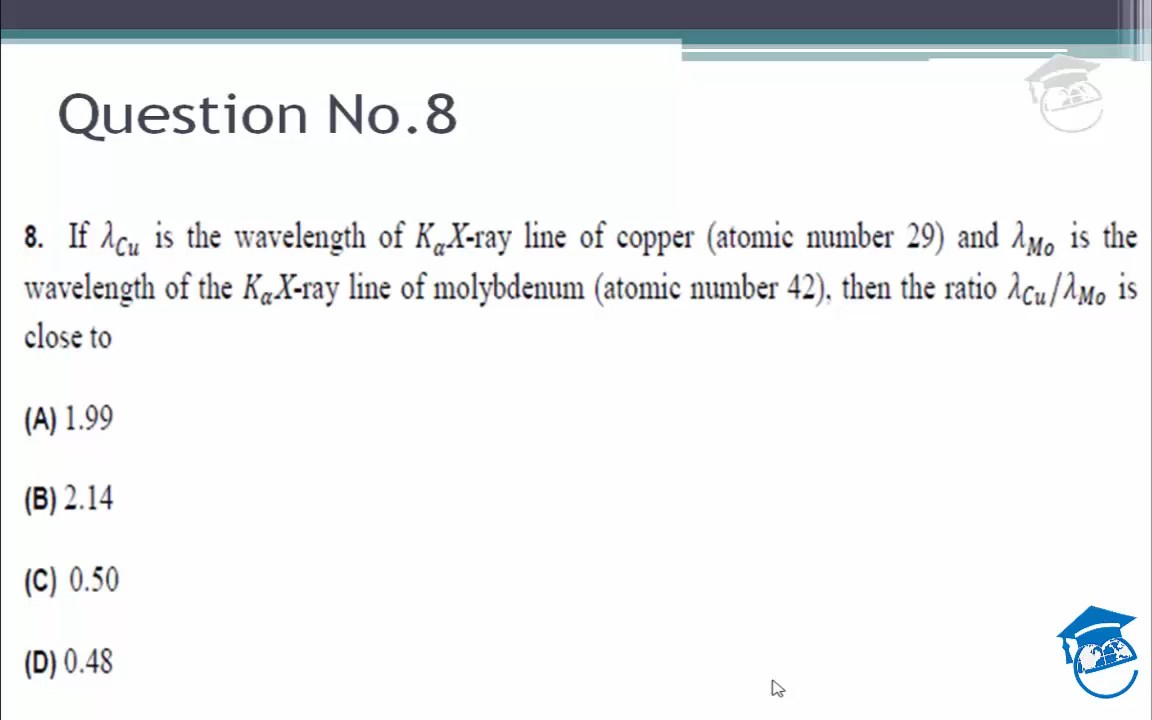 Question No.8
8. If λCu is the wavelength of KαX-ray line of copper (atomic number 29) and λMo is the
wavelength of the KαX-ray line of molybdenum (atomic number 42), then the ratio λCu/λMo is
close to
(A) 1.99
(B) 2.14
(C) 0.50
(D) 0.48